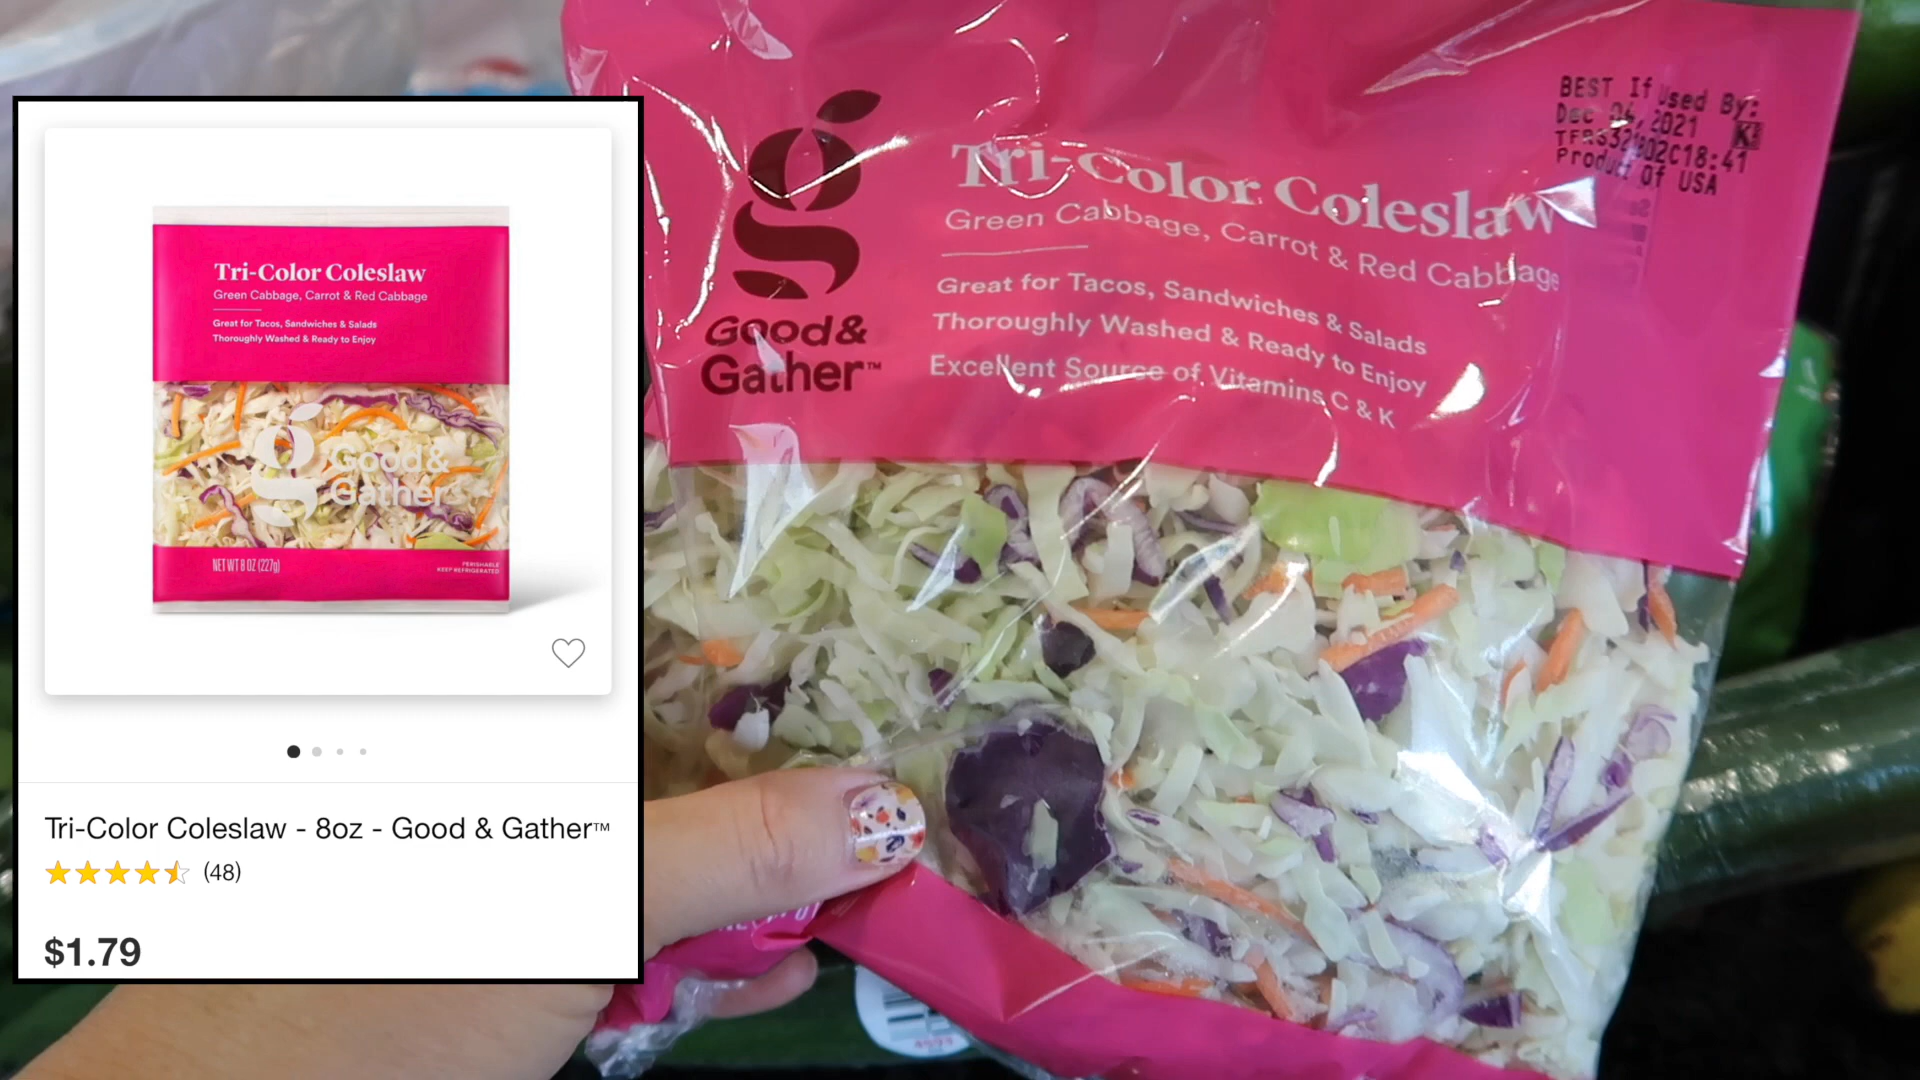 Tri-Color Coleslaw
Green Cabbage, Carrot & Red Cabbage
Great for Tacos, Sandwiches & Salads
Thoroughly Washed & Ready to Enjoy
Good &
Gather
NET WT 8 OZ (227g)
PERISHABLE
KEEP REFRIGERATED
Tri-Color Coleslaw - 8oz - Good & Gather™
(48)
$1.79
Good &
Gather™
Tri-Color Coleslaw
Green Cabbage, Carrot & Red Cabbage
Great for Tacos, Sandwiches & Salads
Thoroughly Washed & Ready to Enjoy
Excellent Source of Vitamins C & K
BEST If Used By:
Dec 04, 2021
Product Of USA